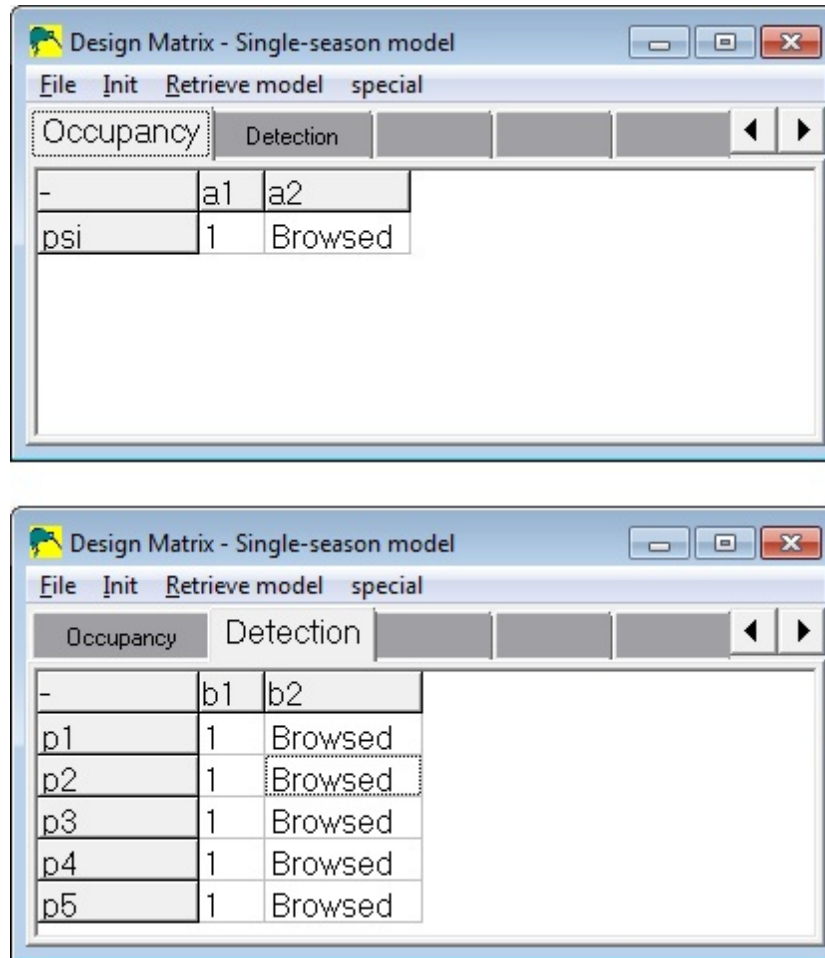 Design Matrix - Single-season model
File Init Retrieve model special
Occupancy Detection
- a1 a2
psi 1 Browsed
Design Matrix - Single-season model
File Init Retrieve model special
Occupancy Detection
- b1 b2
p1 1 Browsed
p2 1 Browsed
p3 1 Browsed
p4 1 Browsed
p5 1 Browsed